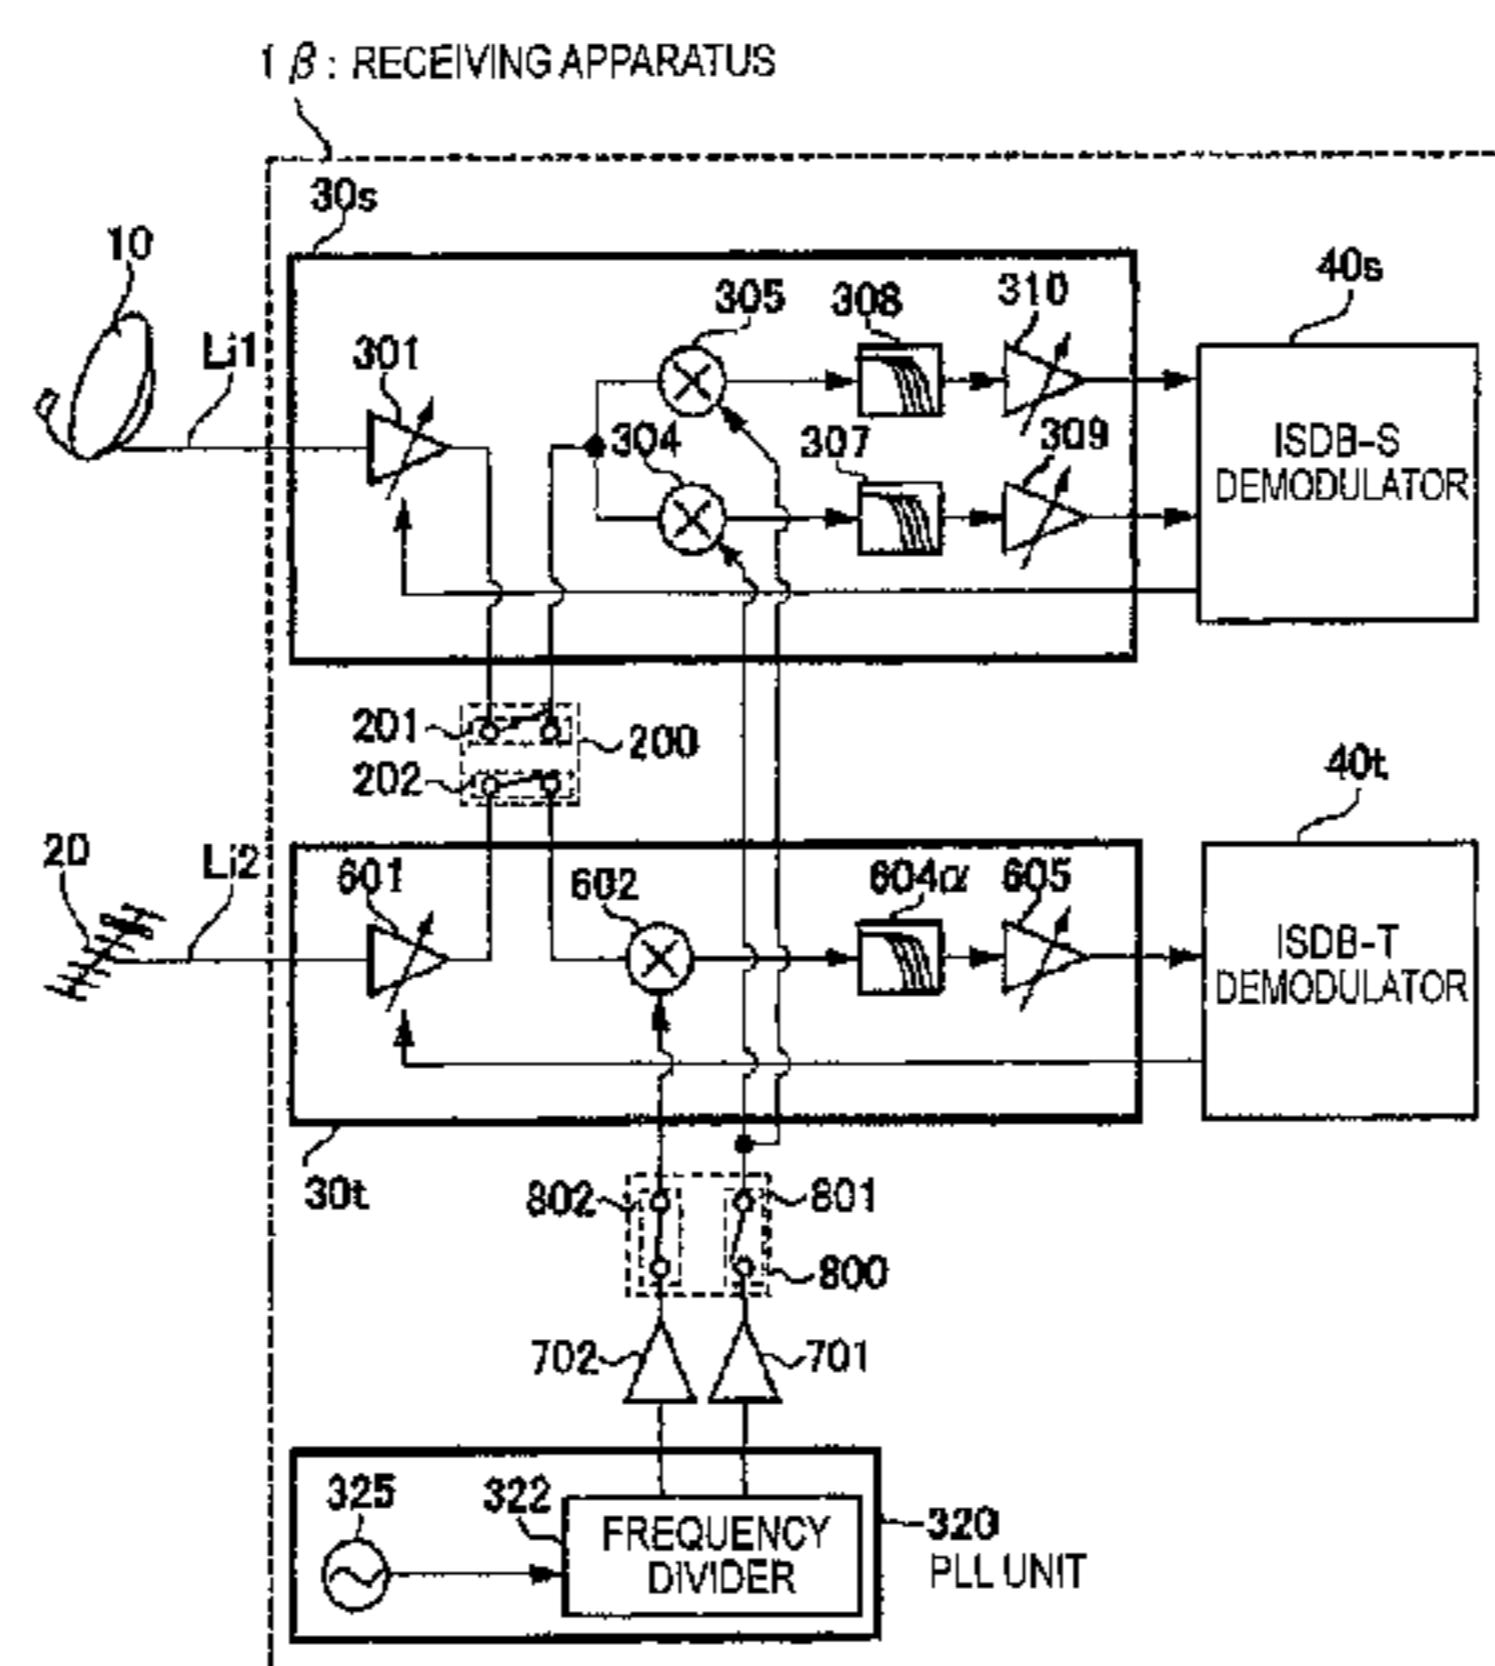 1β: RECEIVING APPARATUS
30s
10
40s
305
308
310
Li1
301
304
307
309
ISDB-S
DEMODULATOR
201
200
202
40t
20
Li2
601
602
604α
605
ISDB-T
DEMODULATOR
30t
802
801
800
702
701
325
322
FREQUENCY
DIVIDER
320
PLL UNIT